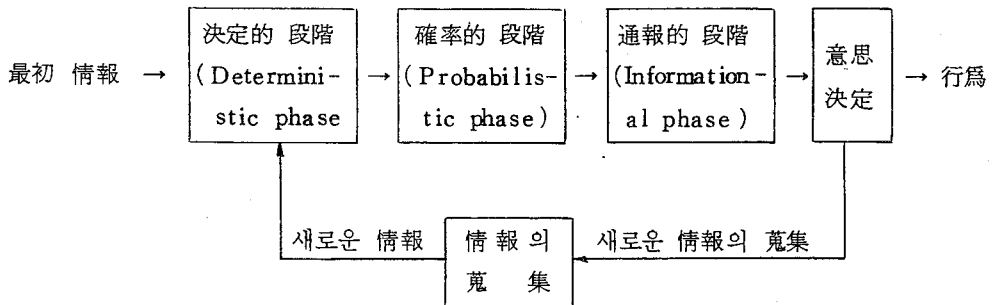 最初 情報 →
決定的 段階
(Determini-
stic phase
→
確率的 段階
(Probabilis-
tic phase)
→
通報的 段階
(Information-
al phase)
→
意思
決定
→ 行爲
새로운 情報
情報의
蒐 集
새로운 情報의 蒐集